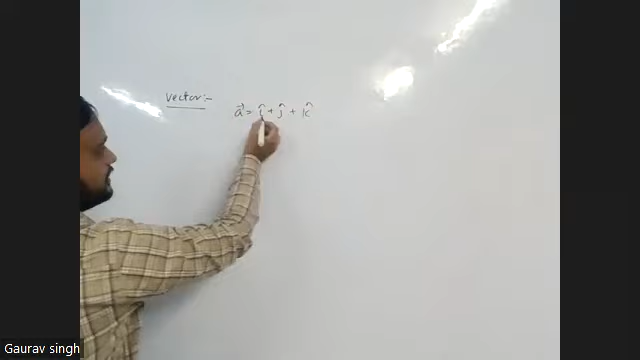 Vector:-
a⃗ = î + ĵ + k̂
Gaurav singh